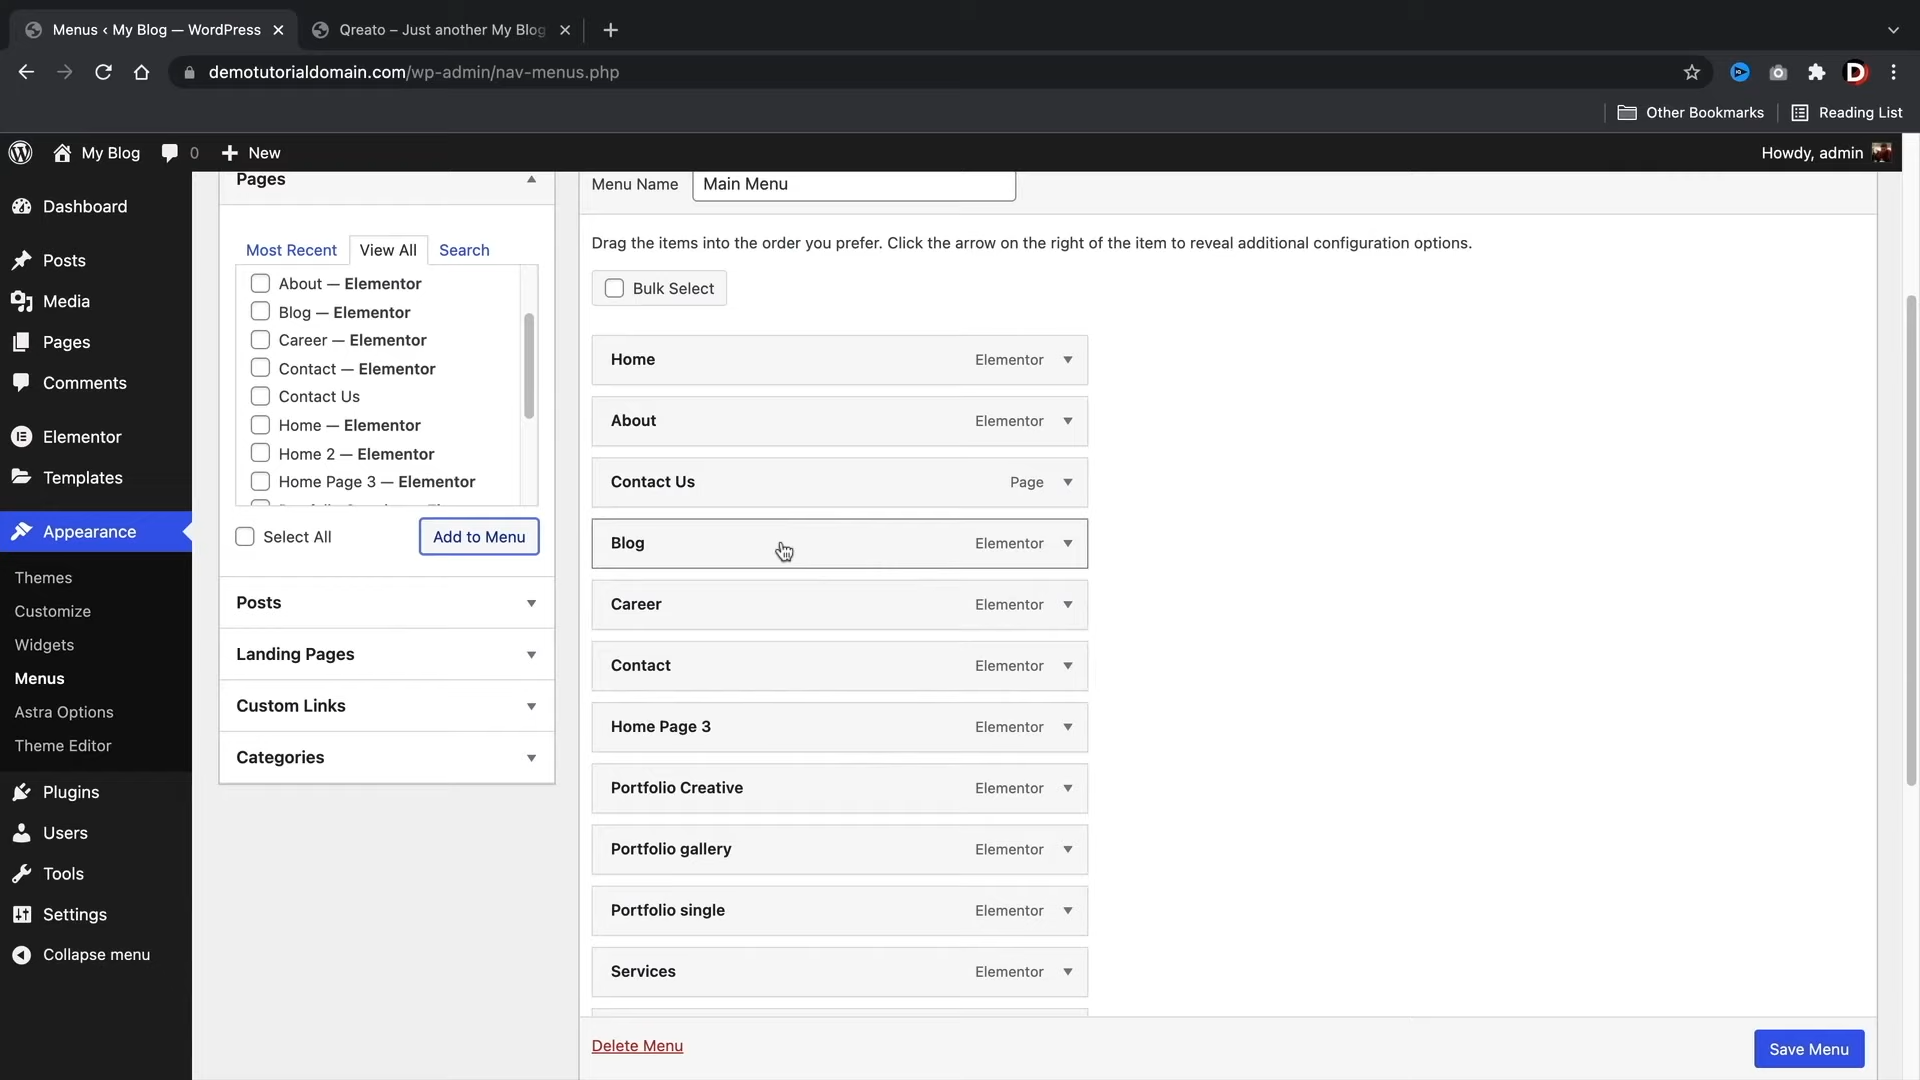 Menus ‹ My Blog — WordPress
Qreato – Just another My Blog
demotutorialdomain.com/wp-admin/nav-menus.php
Other Bookmarks
Reading List
My Blog
0
New
Howdy, admin
Dashboard
Posts
Media
Pages
Comments
Elementor
Templates
Appearance
Themes
Customize
Widgets
Menus
Astra Options
Theme Editor
Plugins
Users
Tools
Settings
Collapse menu
Pages
Most Recent
View All
Search
About — Elementor
Blog — Elementor
Career — Elementor
Contact — Elementor
Contact Us
Home — Elementor
Home 2 — Elementor
Home Page 3 — Elementor
Select All
Add to Menu
Posts
Landing Pages
Custom Links
Categories
Menu Name
Main Menu
Drag the items into the order you prefer. Click the arrow on the right of the item to reveal additional configuration options.
Bulk Select
Home Elementor
About Elementor
Contact Us Page
Blog Elementor
Career Elementor
Contact Elementor
Home Page 3 Elementor
Portfolio Creative Elementor
Portfolio gallery Elementor
Portfolio single Elementor
Services Elementor
Delete Menu
Save Menu